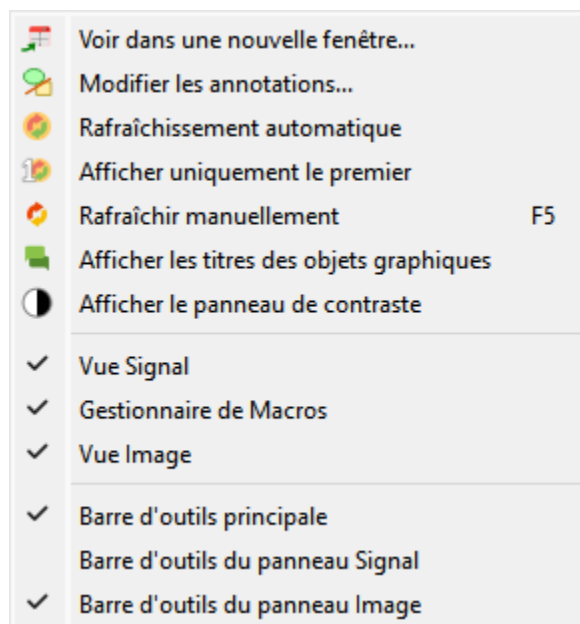 Voir dans une nouvelle fenêtre...
Modifier les annotations...
Rafraîchissement automatique
Afficher uniquement le premier
Rafraîchir manuellement F5
Afficher les titres des objets graphiques
Afficher le panneau de contraste
Vue Signal
Gestionnaire de Macros
Vue Image
Barre d'outils principale
Barre d'outils du panneau Signal
Barre d'outils du panneau Image